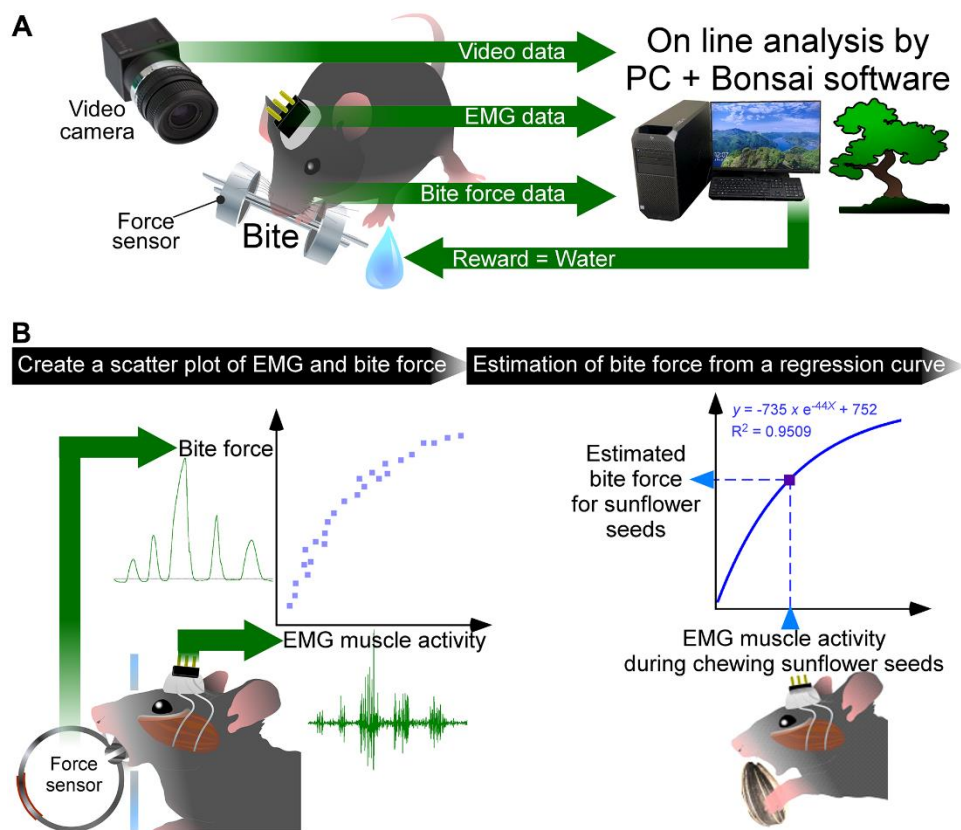 A
Video data
On line analysis by
PC + Bonsai software
Video
camera
EMG data
Bite force data
Force
sensor
Bite
Reward = Water
B
Create a scatter plot of EMG and bite force
Estimation of bite force from a regression curve
Bite force
y = -735 x e^-44X + 752
R² = 0.9509
Estimated
bite force
for sunflower
seeds
EMG muscle activity
EMG muscle activity
during chewing sunflower seeds
Force
sensor